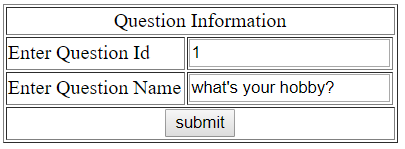 Question Information
Enter Question Id 1
Enter Question Name what's your hobby?
submit